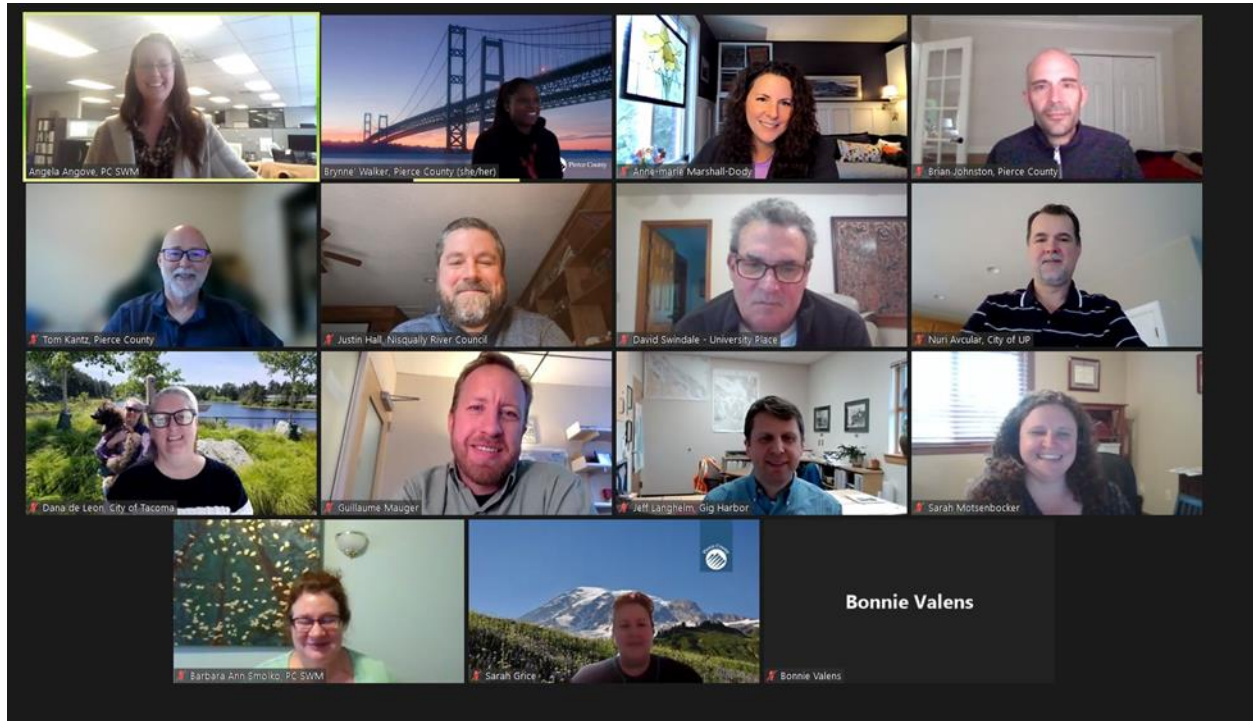 Angela Angove, PC SWM
Brynne' Walker, Pierce County (she/her)
Pierce County
Anne-marie Marshall-Dody
Brian Johnston, Pierce County
Tom Kantz, Pierce County
Justin Hall, Nisqually River Council
David Swindale - University Place
Nuri Avcular, City of UP
Dana de Leon, City of Tacoma
Guillaume Mauger
Jeff Langhelm, Gig Harbor
Sarah Motsenbocker
Barbara Ann Smolko, PC SWM
Sarah Grice
Bonnie Valens
Bonnie Valens